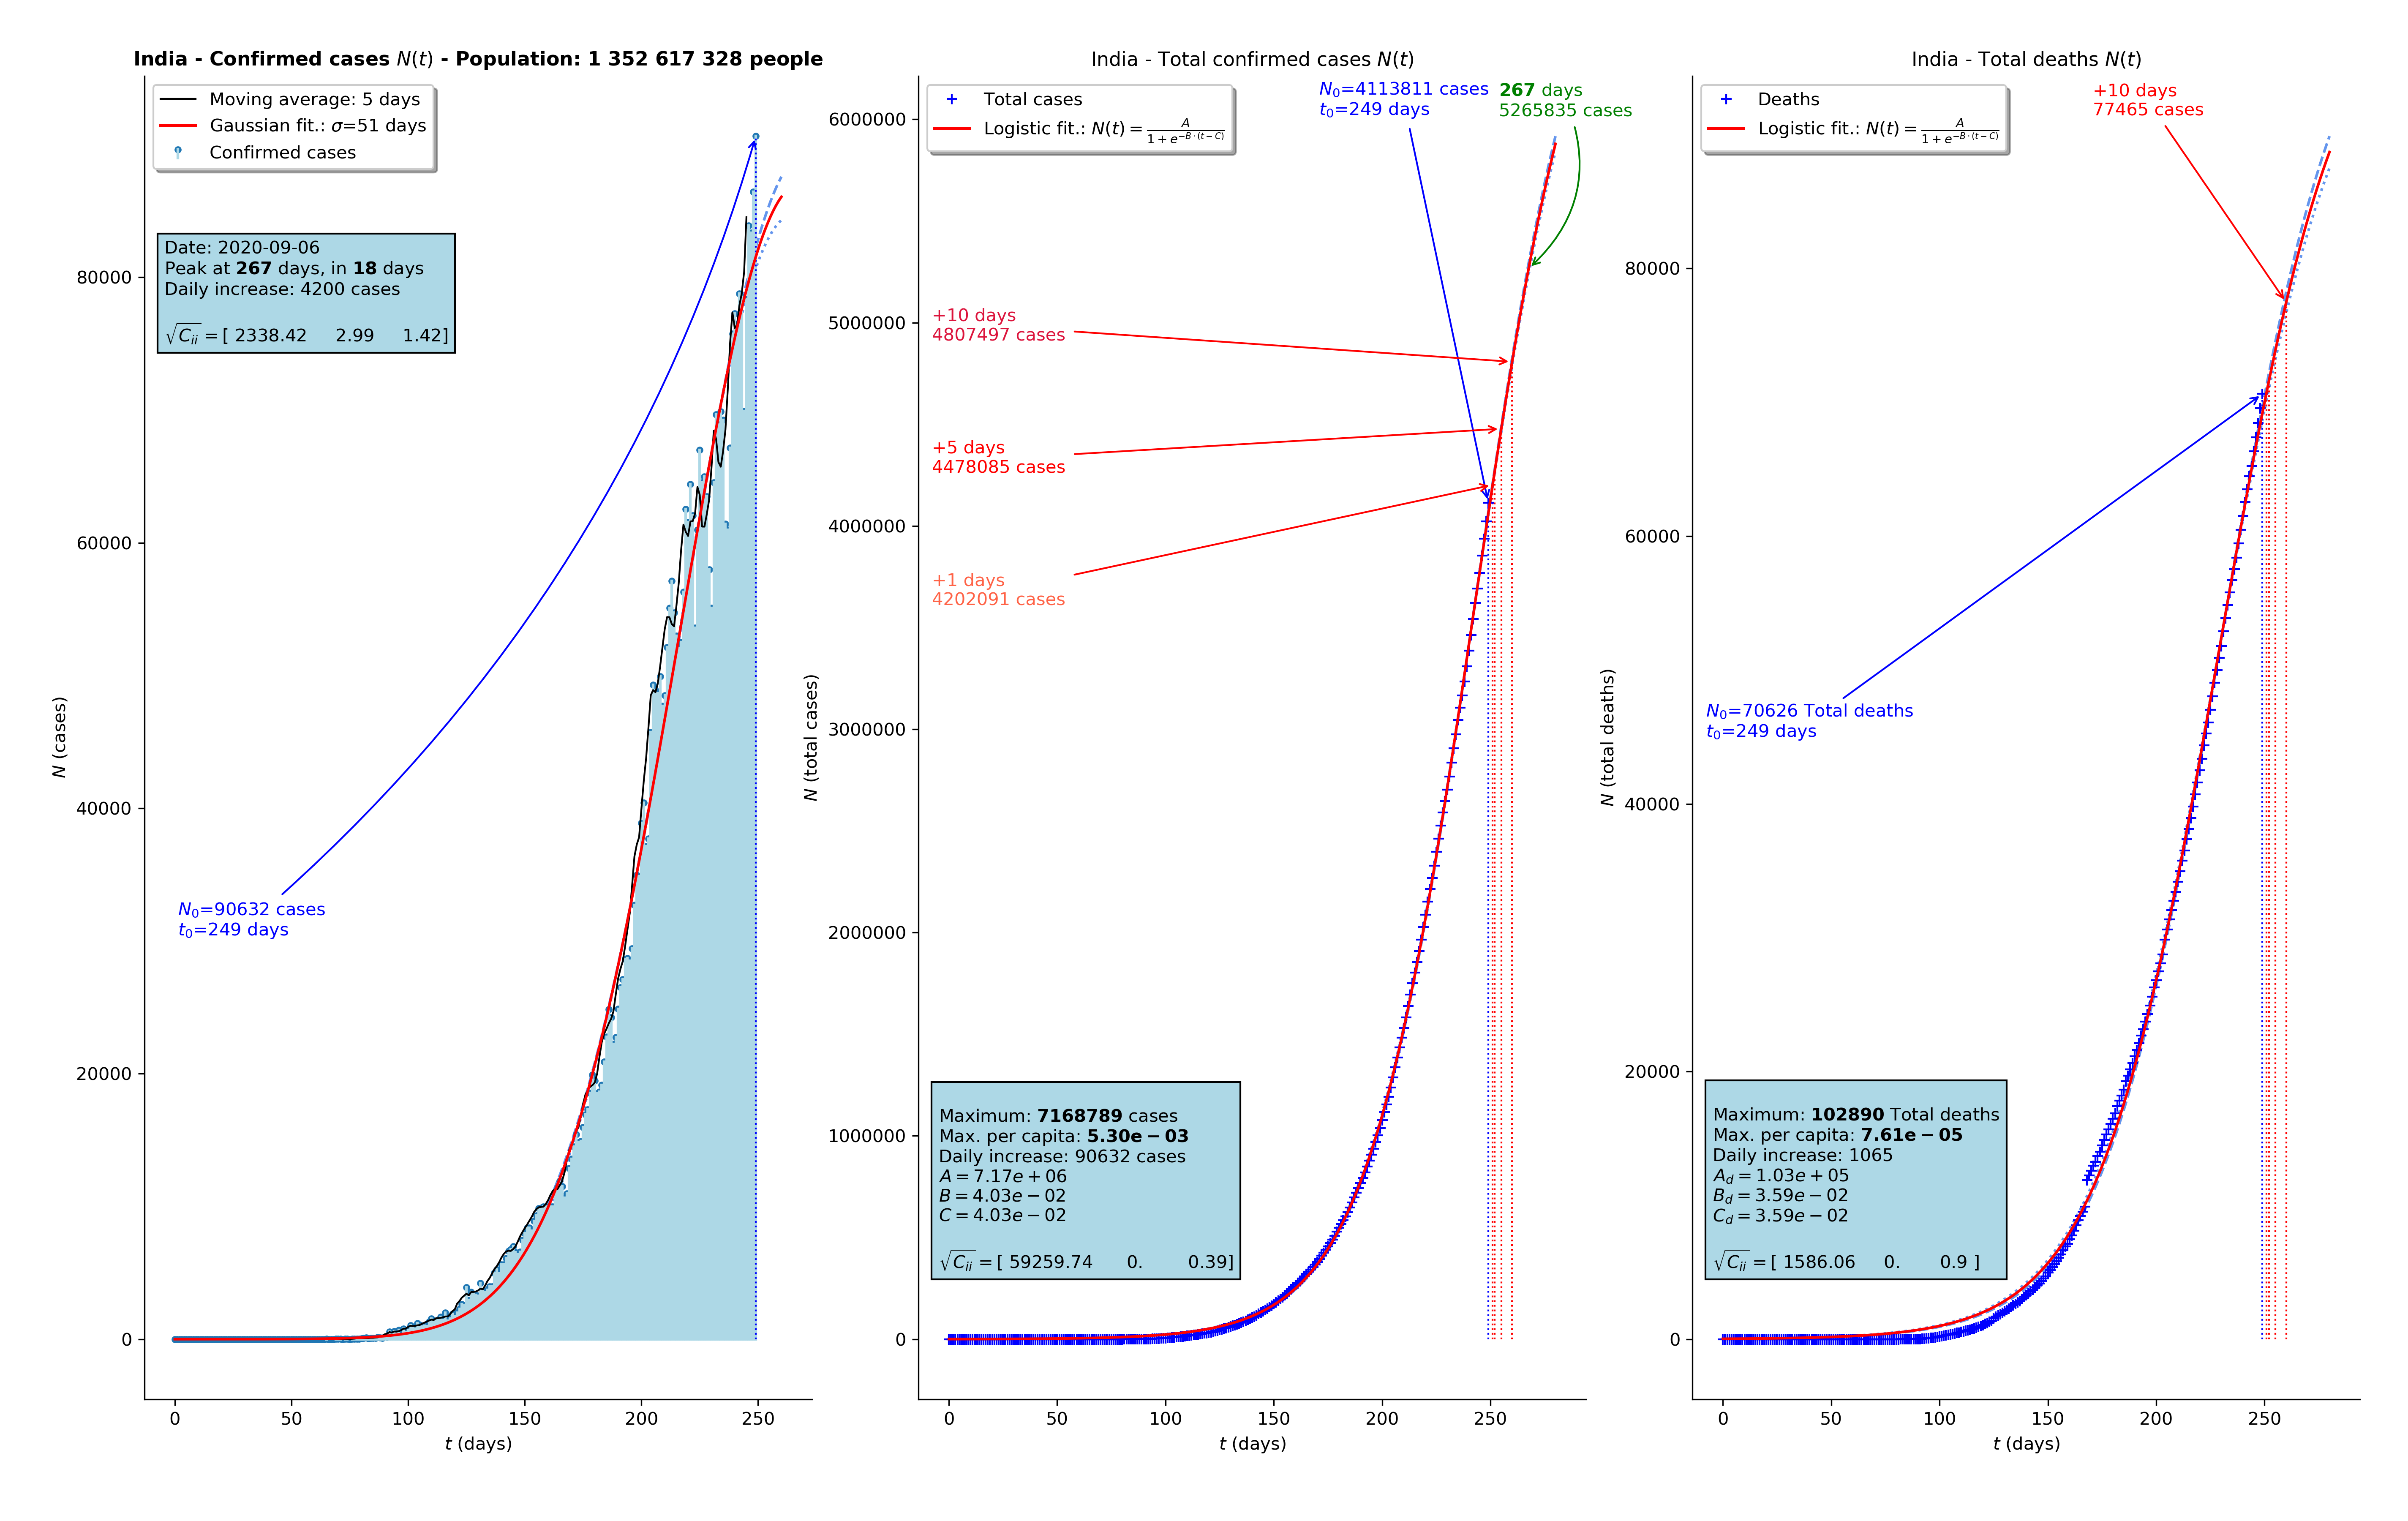 India - Confirmed cases N(t) - Population: 1 352 617 328 people
Moving average: 5 days
Gaussian fit.: σ=51 days
Confirmed cases
Date: 2020-09-06
Peak at 267 days, in 18 days
Daily increase: 4200 cases
√C_ii = [ 2338.42 2.99 1.42]
N₀=90632 cases
t₀=249 days
N (cases)
80000
60000
40000
20000
0
0 50 100 150 200 250
t (days)
India - Total confirmed cases N(t)
Total cases
Logistic fit.: N(t) = A / 1 + e^{-B·(t-C)}
N₀=4113811 cases
t₀=249 days
267 days
5265835 cases
+10 days
4807497 cases
+5 days
4478085 cases
+1 days
4202091 cases
Maximum: 7168789 cases
Max. per capita: 5.30e − 03
Daily increase: 90632 cases
A = 7.17e + 06
B = 4.03e − 02
C = 4.03e − 02
√C_ii = [ 59259.74 0. 0.39]
N (total cases)
6000000
5000000
4000000
3000000
2000000
1000000
0
0 50 100 150 200 250
t (days)
India - Total deaths N(t)
Deaths
Logistic fit.: N(t) = A / 1 + e^{-B·(t-C)}
+10 days
77465 cases
N₀=70626 Total deaths
t₀=249 days
Maximum: 102890 Total deaths
Max. per capita: 7.61e − 05
Daily increase: 1065
A_d = 1.03e + 05
B_d = 3.59e − 02
C_d = 3.59e − 02
√C_ii = [ 1586.06 0. 0.9 ]
N (total deaths)
80000
60000
40000
20000
0
0 50 100 150 200 250
t (days)